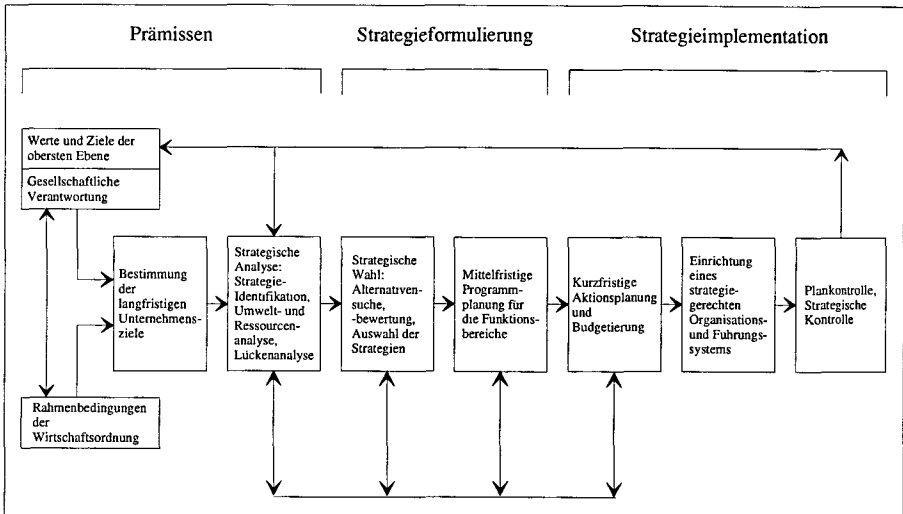 Prämissen
Strategieformulierung
Strategieimplementation
Werte und Ziele der
obersten Ebene
Gesellschaftliche
Verantwortung
Bestimmung
der
langfristigen
Unternehmens-
ziele
Strategische
Analyse:
Strategie-
Identifikation,
Umwelt- und
Ressourcen-
analyse,
Lückenanalyse
Strategische
Wahl:
Alternativen-
suche,
-bewertung,
Auswahl der
Strategien
Mittelfristige
Programm-
planung für
die Funktions-
bereiche
Kurzfristige
Aktionsplanung
und
Budgetierung
Einrichtung
eines
strategie-
gerechten
Organisations-
und Fuhrungs-
systems
Plankontrolle,
Strategische
Kontrolle
Rahmenbedingungen
der
Wirtschaftsordnung